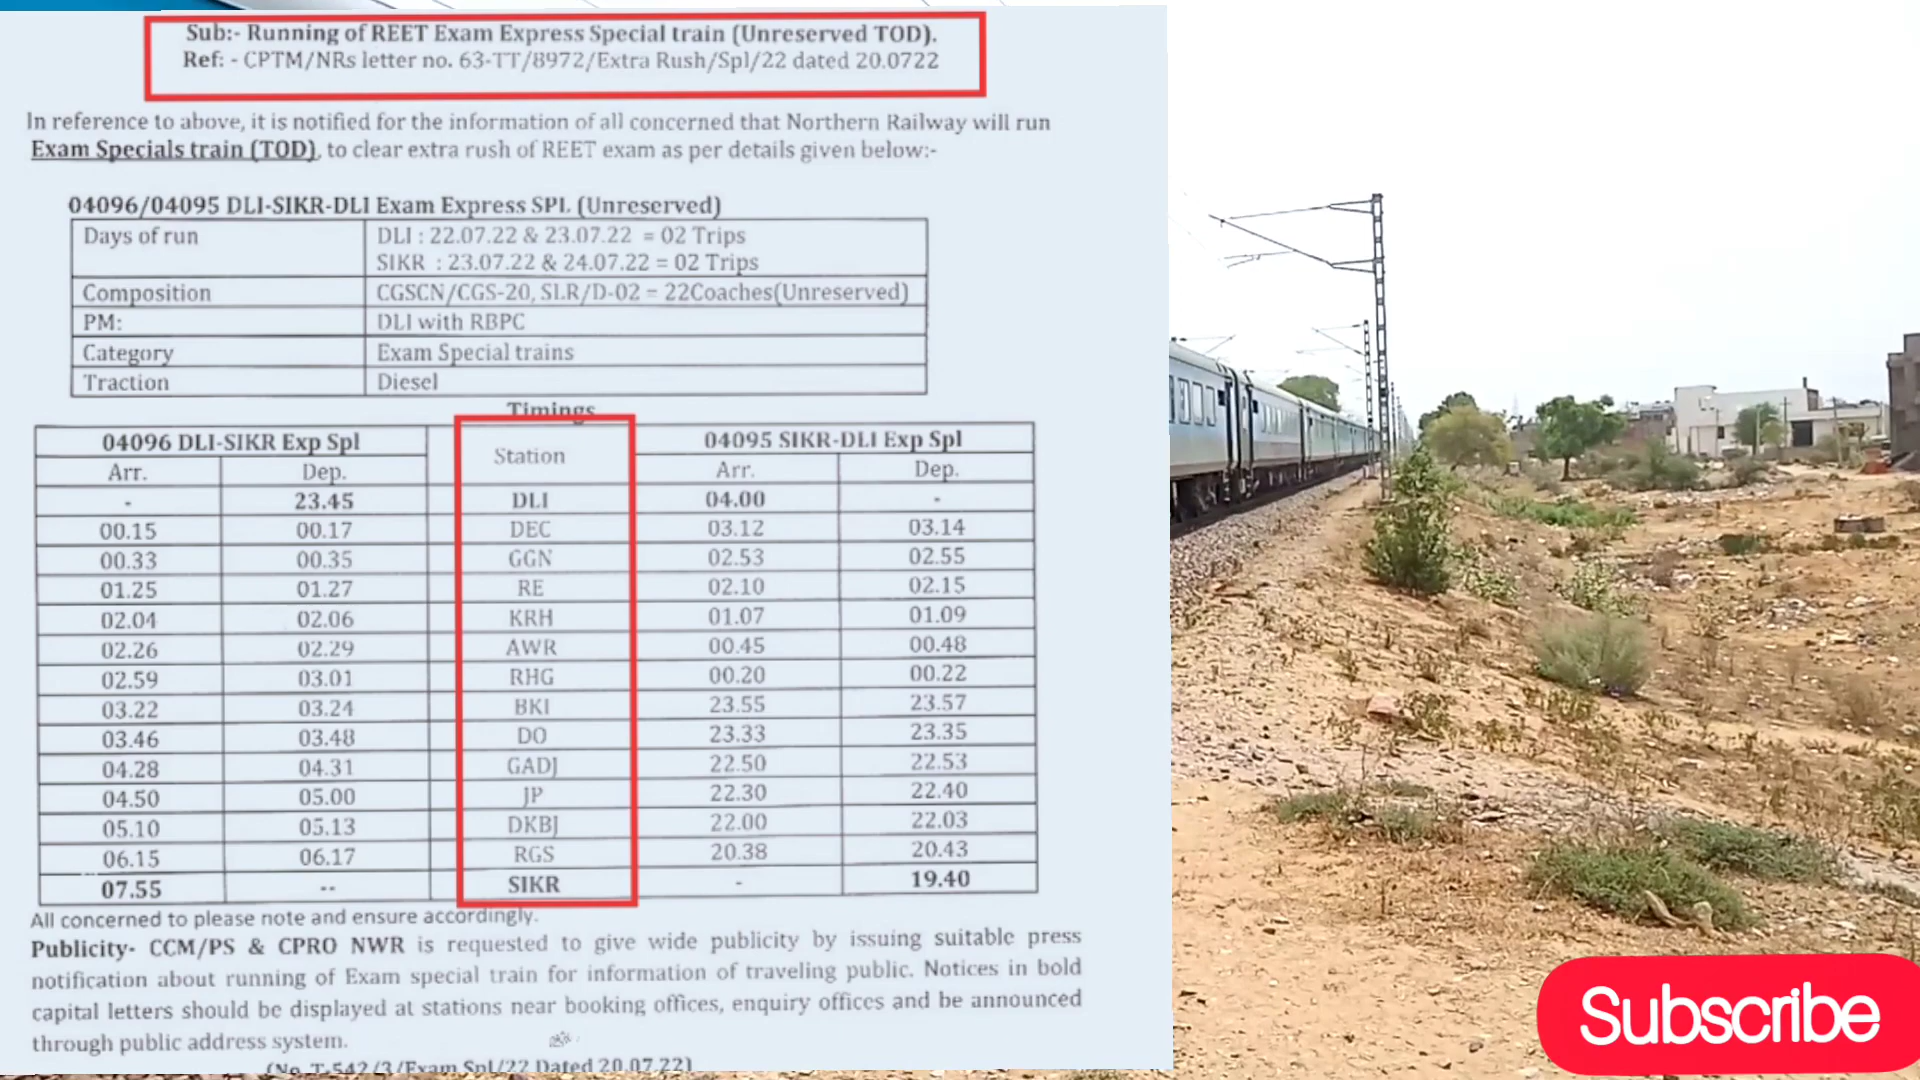 Sub:- Running of REET Exam Express Special train (Unreserved TOD).
Ref: - CPTM/NRs letter no. 63-TT/8972/Extra Rush/Spl/22 dated 20.0722
In reference to above, it is notified for the information of all concerned that Northern Railway will run
Exam Specials train (TOD), to clear extra rush of REET exam as per details given below:-
04096/04095 DLI-SIKR-DLI Exam Express SPL (Unreserved)
Days of run DLI : 22.07.22 & 23.07.22 = 02 Trips
SIKR : 23.07.22 & 24.07.22 = 02 Trips
Composition CGSCN/CGS-20, SLR/D-02 = 22Coaches(Unreserved)
PM: DLI with RBPC
Category Exam Special trains
Traction Diesel
Timings
04096 DLI-SIKR Exp Spl Station 04095 SIKR-DLI Exp Spl
Arr. Dep. Arr. Dep.
- 23.45 DLI 04.00 -
00.15 00.17 DEC 03.12 03.14
00.33 00.35 GGN 02.53 02.55
01.25 01.27 RE 02.10 02.15
02.04 02.06 KRH 01.07 01.09
02.26 02.29 AWR 00.45 00.48
02.59 03.01 RHG 00.20 00.22
03.22 03.24 BKI 23.55 23.57
03.46 03.48 DO 23.33 23.35
04.28 04.31 GADJ 22.50 22.53
04.50 05.00 JP 22.30 22.40
05.10 05.13 DKBJ 22.00 22.03
06.15 06.17 RGS 20.38 20.43
07.55 -- SIKR - 19.40
All concerned to please note and ensure accordingly.
Publicity- CCM/PS & CPRO NWR is requested to give wide publicity by issuing suitable press
notification about running of Exam special train for information of traveling public. Notices in bold
capital letters should be displayed at stations near booking offices, enquiry offices and be announced
through public address system.
(No. T-542/3/Exam Spl/22 Dated 20.07.22)
Subscribe